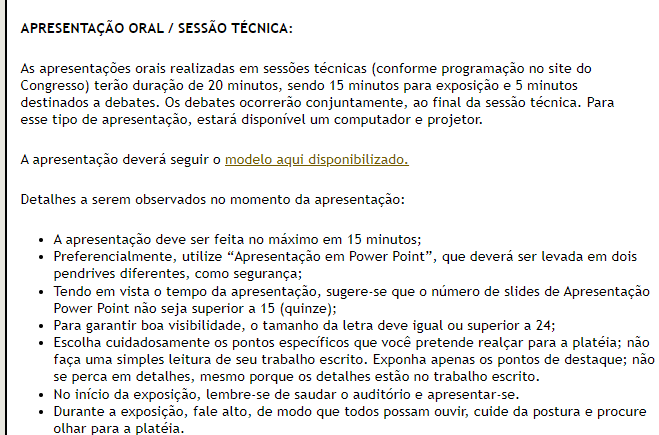 APRESENTAÇÃO ORAL / SESSÃO TÉCNICA:
As apresentações orais realizadas em sessões técnicas (conforme programação no site do
Congresso) terão duração de 20 minutos, sendo 15 minutos para exposição e 5 minutos
destinados a debates. Os debates ocorrerão conjuntamente, ao final da sessão técnica. Para
esse tipo de apresentação, estará disponível um computador e projetor.
A apresentação deverá seguir o modelo aqui disponibilizado.
Detalhes a serem observados no momento da apresentação:
• A apresentação deve ser feita no máximo em 15 minutos;
• Preferencialmente, utilize “Apresentação em Power Point”, que deverá ser levada em dois
pendrives diferentes, como segurança;
• Tendo em vista o tempo da apresentação, sugere-se que o número de slides de Apresentação
Power Point não seja superior a 15 (quinze);
• Para garantir boa visibilidade, o tamanho da letra deve igual ou superior a 24;
• Escolha cuidadosamente os pontos específicos que você pretende realçar para a platéia; não
faça uma simples leitura de seu trabalho escrito. Exponha apenas os pontos de destaque; não
se perca em detalhes, mesmo porque os detalhes estão no trabalho escrito.
• No início da exposição, lembre-se de saudar o auditório e apresentar-se.
• Durante a exposição, fale alto, de modo que todos possam ouvir, cuide da postura e procure
olhar para a platéia.